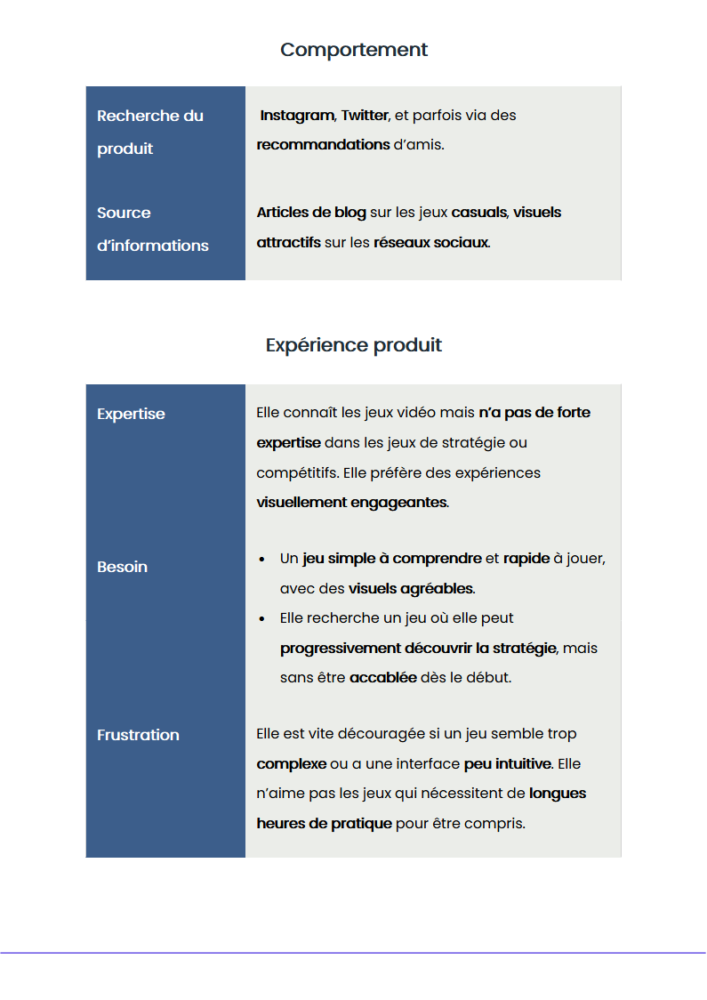 Comportement
Recherche du
produit
Instagram, Twitter, et parfois via des
recommandations d’amis.
Source
d’informations
Articles de blog sur les jeux casuals, visuels
attractifs sur les réseaux sociaux.
Expérience produit
Expertise
Elle connaît les jeux vidéo mais n’a pas de forte
expertise dans les jeux de stratégie ou
compétitifs. Elle préfère des expériences
visuellement engageantes.
Besoin
• Un jeu simple à comprendre et rapide à jouer,
avec des visuels agréables.
• Elle recherche un jeu où elle peut
progressivement découvrir la stratégie, mais
sans être accablée dès le début.
Frustration
Elle est vite découragée si un jeu semble trop
complexe ou a une interface peu intuitive. Elle
n’aime pas les jeux qui nécessitent de longues
heures de pratique pour être compris.